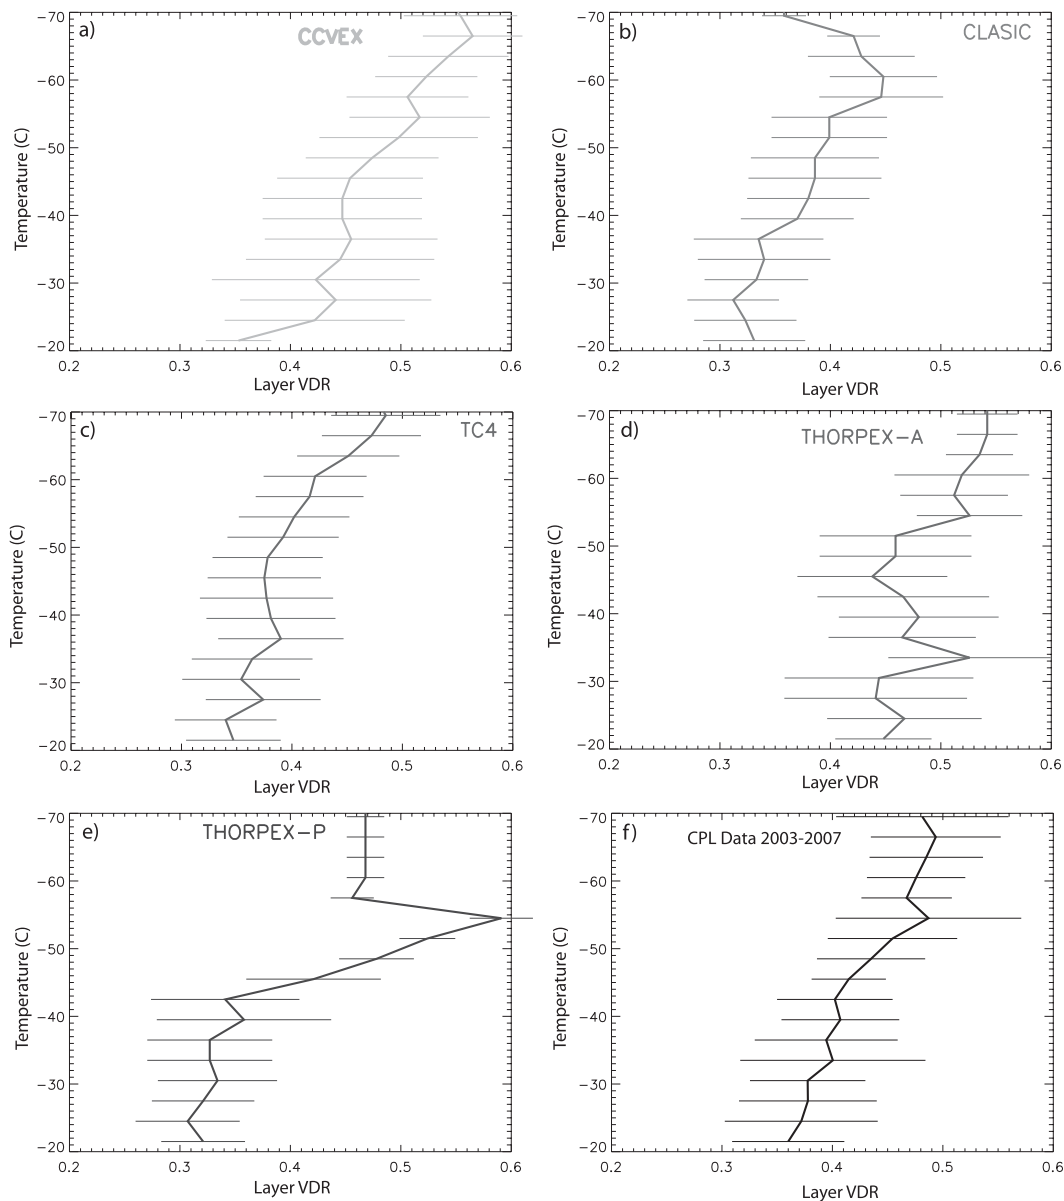 a)
CCVEX
-70
-60
-50
-40
-30
-20
Temperature (C)
0.2 0.3 0.4 0.5 0.6
Layer VDR
b)
CLASIC
-70
-60
-50
-40
-30
-20
Temperature (C)
0.2 0.3 0.4 0.5 0.6
Layer VDR
c)
TC4
-70
-60
-50
-40
-30
-20
Temperature (C)
0.2 0.3 0.4 0.5 0.6
Layer VDR
d)
THORPEX-A
-70
-60
-50
-40
-30
-20
Temperature (C)
0.2 0.3 0.4 0.5 0.6
Layer VDR
e)
THORPEX-P
-70
-60
-50
-40
-30
-20
Temperature (C)
0.2 0.3 0.4 0.5 0.6
Layer VDR
f)
CPL Data 2003-2007
-70
-60
-50
-40
-30
-20
Temperature (C)
0.2 0.3 0.4 0.5 0.6
Layer VDR